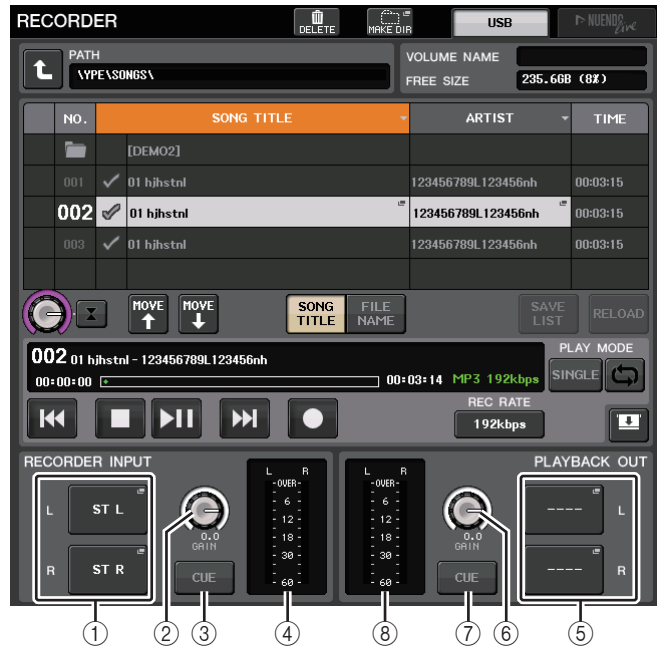 RECORDER
DELETE
MAKE DIR
USB
NUENDO Live
PATH
\YPE\SONGS\
VOLUME NAME
FREE SIZE
235.6GB (8%)
NO.
SONG TITLE
ARTIST
TIME
[DEMO2]
001 01 hjhstnl 123456789L123456nh 00:03:15
002 01 hjhstnl 123456789L123456nh 00:03:15
003 01 hjhstnl 123456789L123456nh 00:03:15
MOVE
MOVE
SONG TITLE
FILE NAME
SAVE LIST
RELOAD
002 01 hjhstnl - 123456789L123456nh
00:00:00
00:03:14 MP3 192kbps
PLAY MODE
SINGLE
REC RATE
192kbps
RECORDER INPUT
L
ST L
R
ST R
0.0
GAIN
CUE
L R
-OVER-
6
12
18
30
60
PLAYBACK OUT
L R
-OVER-
6
12
18
30
60
0.0
GAIN
CUE
----
L
----
R
① ② ③ ④ ⑧ ⑦ ⑥ ⑤